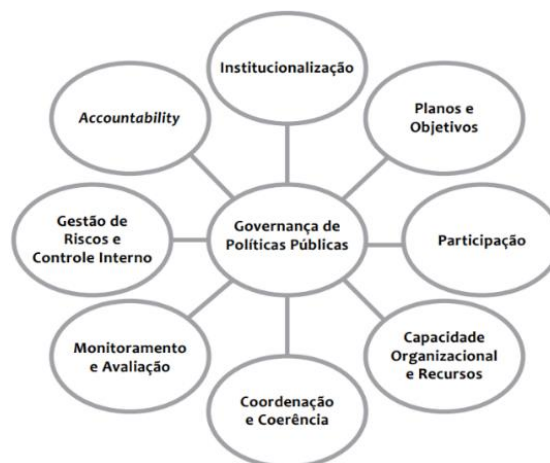 Institucionalização
Accountability
Planos e
Objetivos
Gestão de
Riscos e
Controle Interno
Governança de
Políticas Públicas
Participação
Monitoramento
e Avaliação
Capacidade
Organizacional
e Recursos
Coordenação
e Coerência